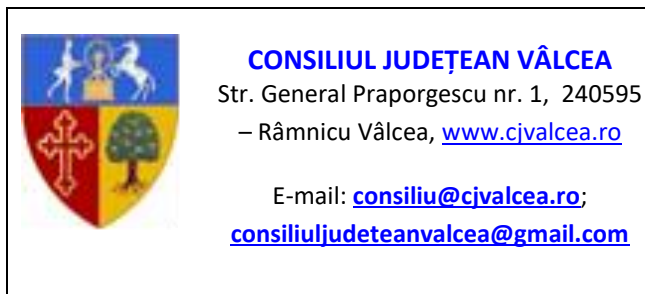 CONSILIUL JUDEȚEAN VÂLCEA
Str. General Praporgescu nr. 1, 240595
– Râmnicu Vâlcea, www.cjvalcea.ro
E-mail: consiliu@cjvalcea.ro;
consiliuljudeteanvalcea@gmail.com